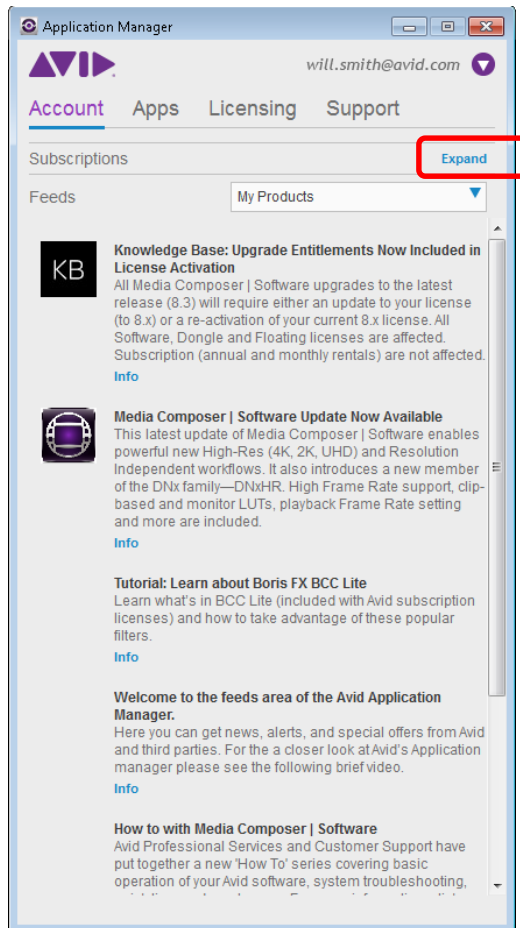 Application Manager
AVID
will.smith@avid.com
Account Apps Licensing Support
Subscriptions Expand
Feeds My Products
KB
Knowledge Base: Upgrade Entitlements Now Included in
License Activation
All Media Composer | Software upgrades to the latest
release (8.3) will require either an update to your license
(to 8.x) or a re-activation of your current 8.x license. All
Software, Dongle and Floating licenses are affected.
Subscription (annual and monthly rentals) are not affected.
Info
Media Composer | Software Update Now Available
This latest update of Media Composer | Software enables
powerful new High-Res (4K, 2K, UHD) and Resolution
Independent workflows. It also introduces a new member
of the DNx family—DNxHR. High Frame Rate support, clip-
based and monitor LUTs, playback Frame Rate setting
and more are included.
Info
Tutorial: Learn about Boris FX BCC Lite
Learn what's in BCC Lite (included with Avid subscription
licenses) and how to take advantage of these popular
filters.
Info
Welcome to the feeds area of the Avid Application
Manager.
Here you can get news, alerts, and special offers from Avid
and third parties. For the a closer look at Avid's Application
manager please see the following brief video.
Info
How to with Media Composer | Software
Avid Professional Services and Customer Support have
put together a new 'How To' series covering basic
operation of your Avid software, system troubleshooting,